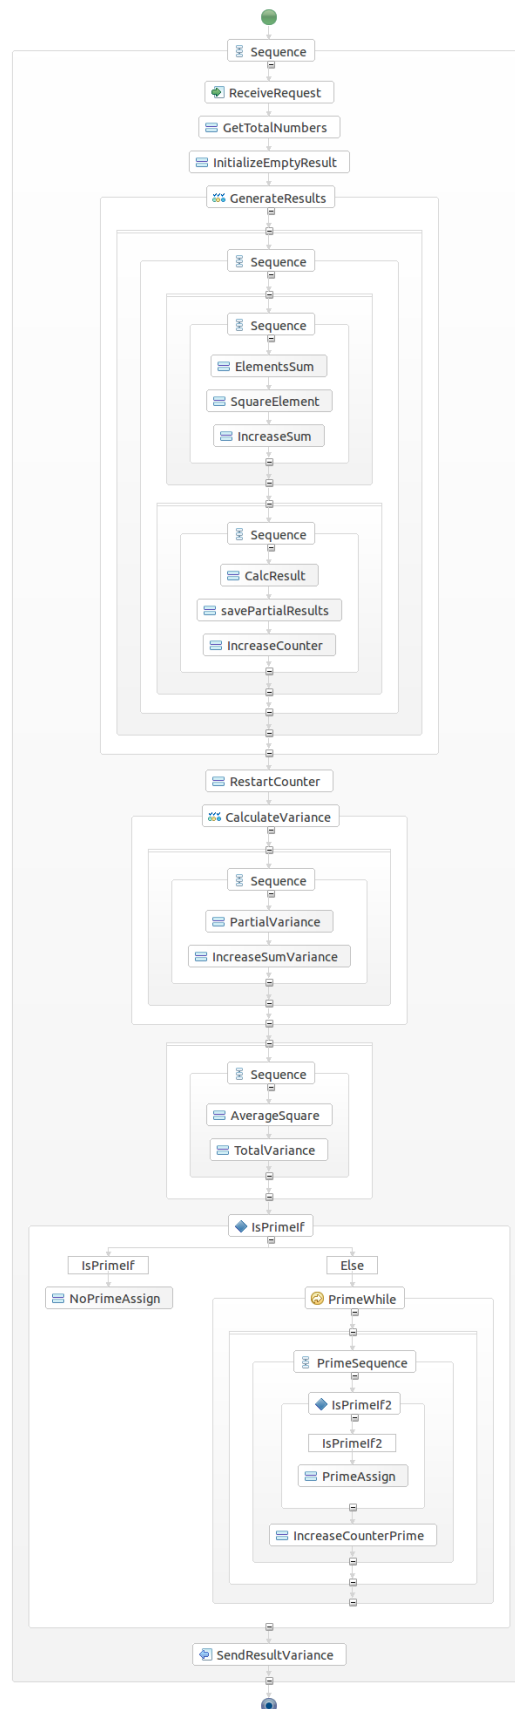 Sequence
ReceiveRequest
GetTotalNumbers
InitializeEmptyResult
GenerateResults
Sequence
Sequence
ElementsSum
SquareElement
IncreaseSum
Sequence
CalcResult
savePartialResults
IncreaseCounter
RestartCounter
CalculateVariance
Sequence
PartialVariance
IncreaseSumVariance
Sequence
AverageSquare
TotalVariance
IsPrimeIf
IsPrimeIf Else
NoPrimeAssign PrimeWhile
PrimeSequence
IsPrimeIf2
IsPrimeIf2
PrimeAssign
IncreaseCounterPrime
SendResultVariance